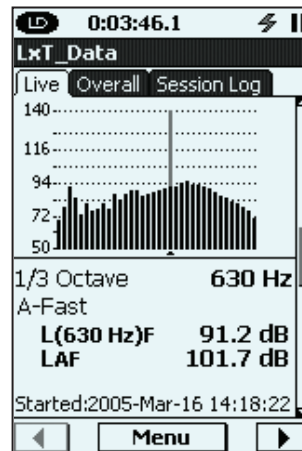 LD 0:03:46.1
LxT_Data
Live Overall Session Log
140
116
94
72
50
1/3 Octave 630 Hz
A-Fast
L(630 Hz)F 91.2 dB
LAF 101.7 dB
Started:2005-Mar-16 14:18:22
Menu